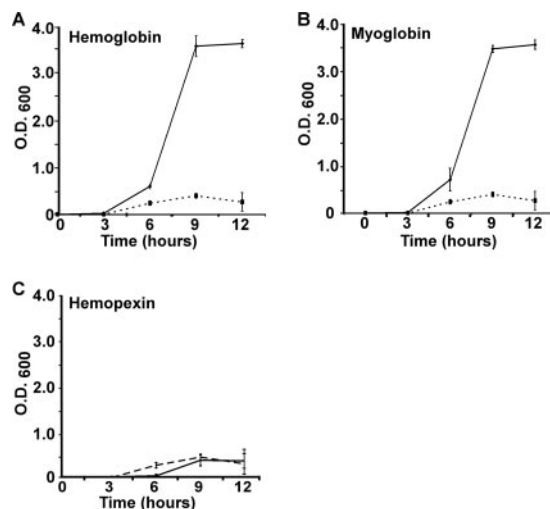 A
Hemoglobin
4.0
3.0
2.0
1.0
0
O.D. 600
0 3 6 9 12
Time (hours)
B
Myoglobin
4.0
3.0
2.0
1.0
0
O.D. 600
0 3 6 9 12
Time (hours)
C
Hemopexin
4.0
3.0
2.0
1.0
0
O.D. 600
0 3 6 9 12
Time (hours)